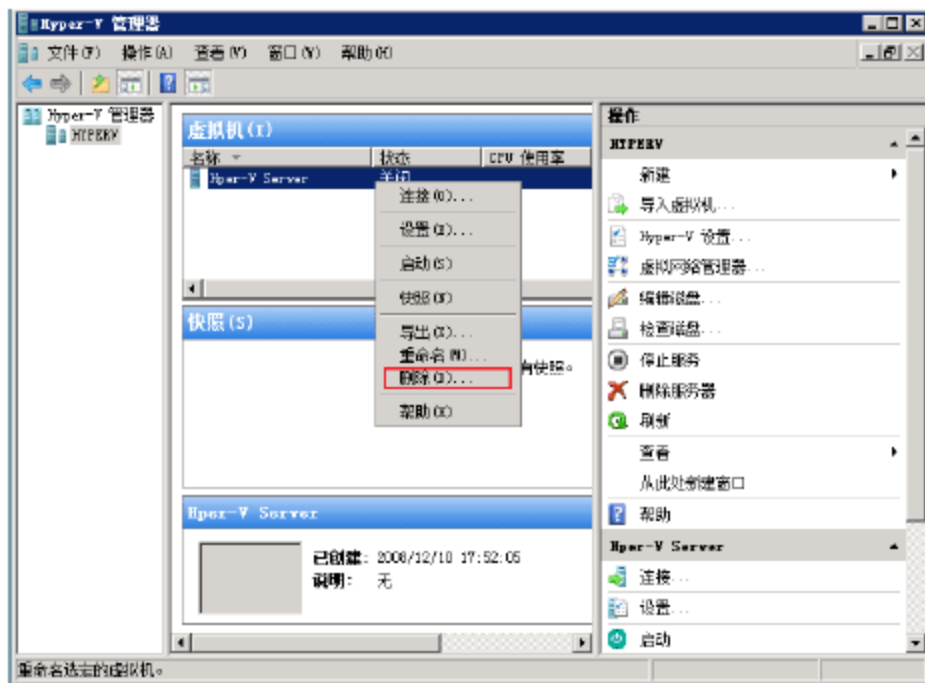 Hyper-V 管理器
文件(F) 操作(A) 查看(V) 窗口(W) 帮助(H)
Hyper-V 管理器
HYPERV
虚拟机(I)
名称 状态 CPU 使用率
Hper-V Server 关闭
连接(O)...
设置(E)...
启动(S)
快照(N)
导出(X)...
重命名(M)...
删除(D)...
帮助(H)
快照(S)
有快照。
Hper-V Server
已创建: 2008/12/10 17:52:05
说明: 无
操作
HYPERV
新建
导入虚拟机...
Hyper-V 设置...
虚拟网络管理器...
编辑磁盘...
检查磁盘...
停止服务
删除服务器
刷新
查看
从此处创建窗口
帮助
Hper-V Server
连接...
设置...
启动
重命名选定的虚拟机。